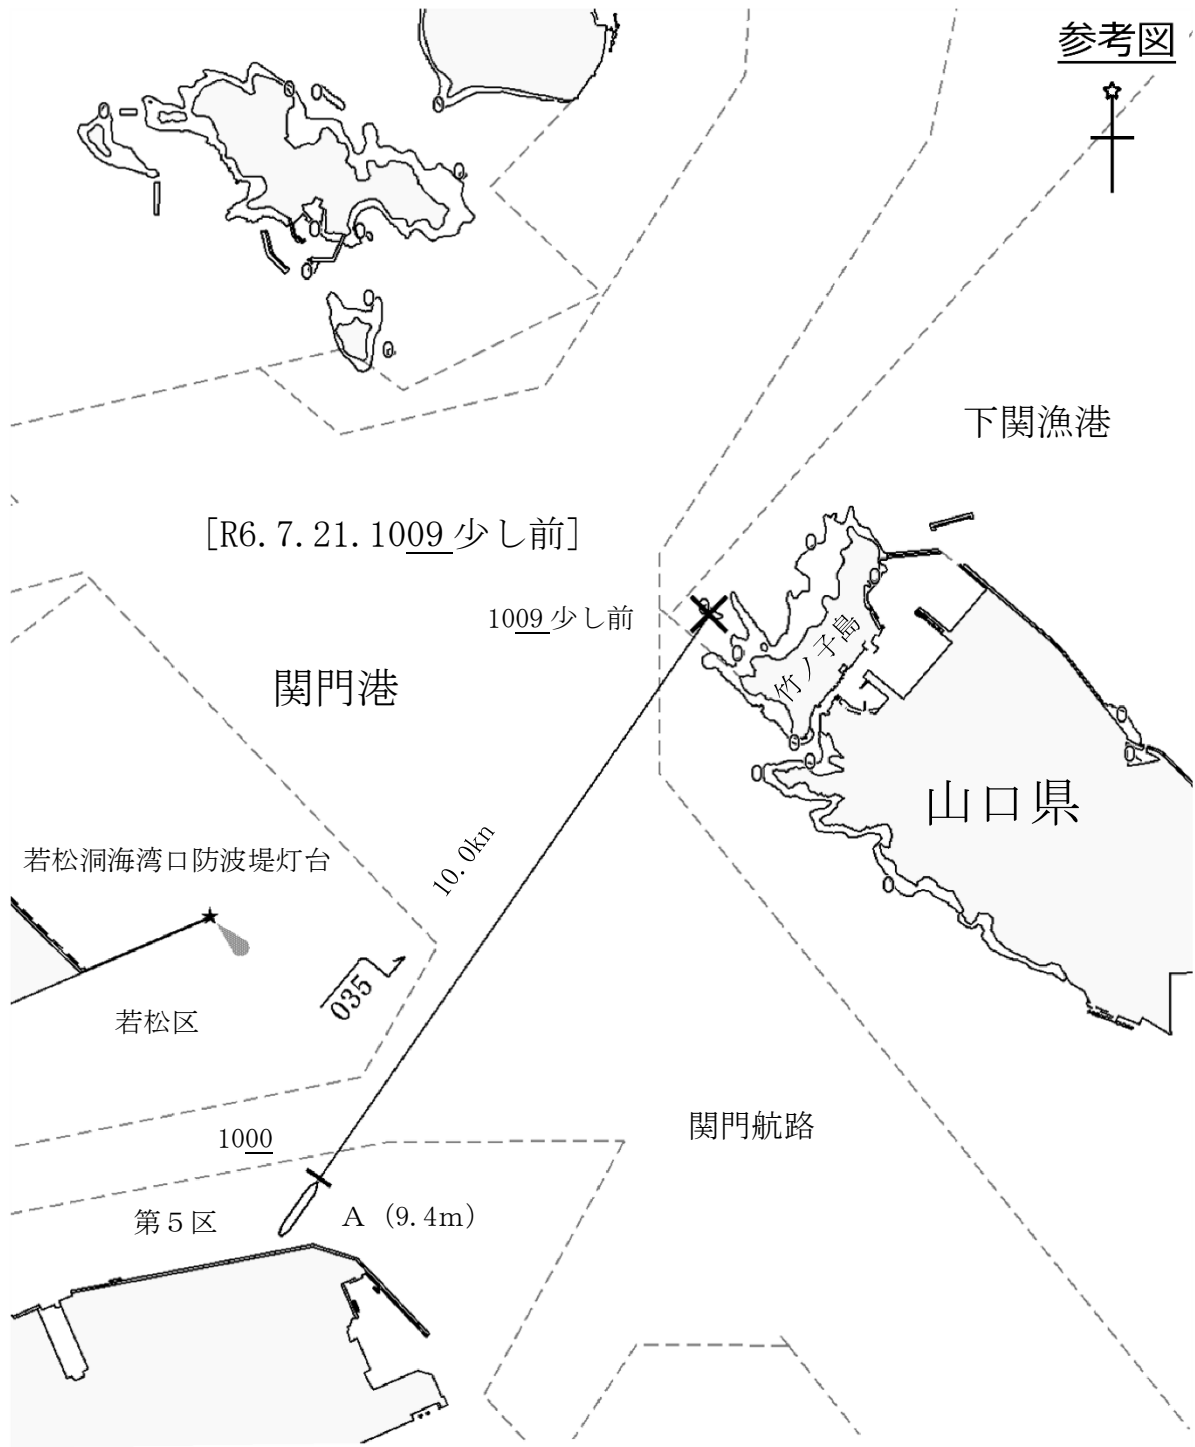 参考図
下関漁港
[R6.7.21.1009少し前]
1009少し前
竹ノ子島
関門港
山口県
10.0kn
若松洞海湾口防波堤灯台
035
若松区
関門航路
1000
第５区
Ａ（9.4m）